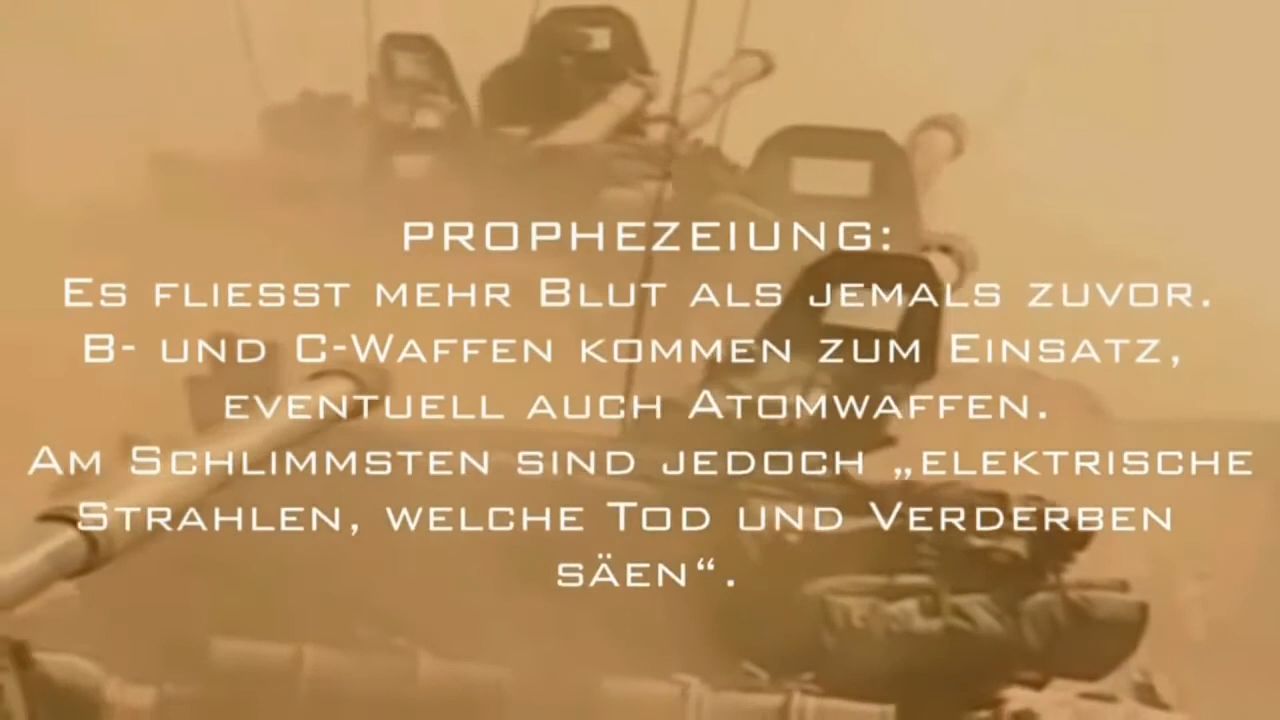 PROPHEZEIUNG:
ES FLIESST MEHR BLUT ALS JEMALS ZUVOR.
B- UND C-WAFFEN KOMMEN ZUM EINSATZ,
EVENTUELL AUCH ATOMWAFFEN.
AM SCHLIMMSTEN SIND JEDOCH „ELEKTRISCHE
STRAHLEN, WELCHE TOD UND VERDERBEN
SÄEN“.